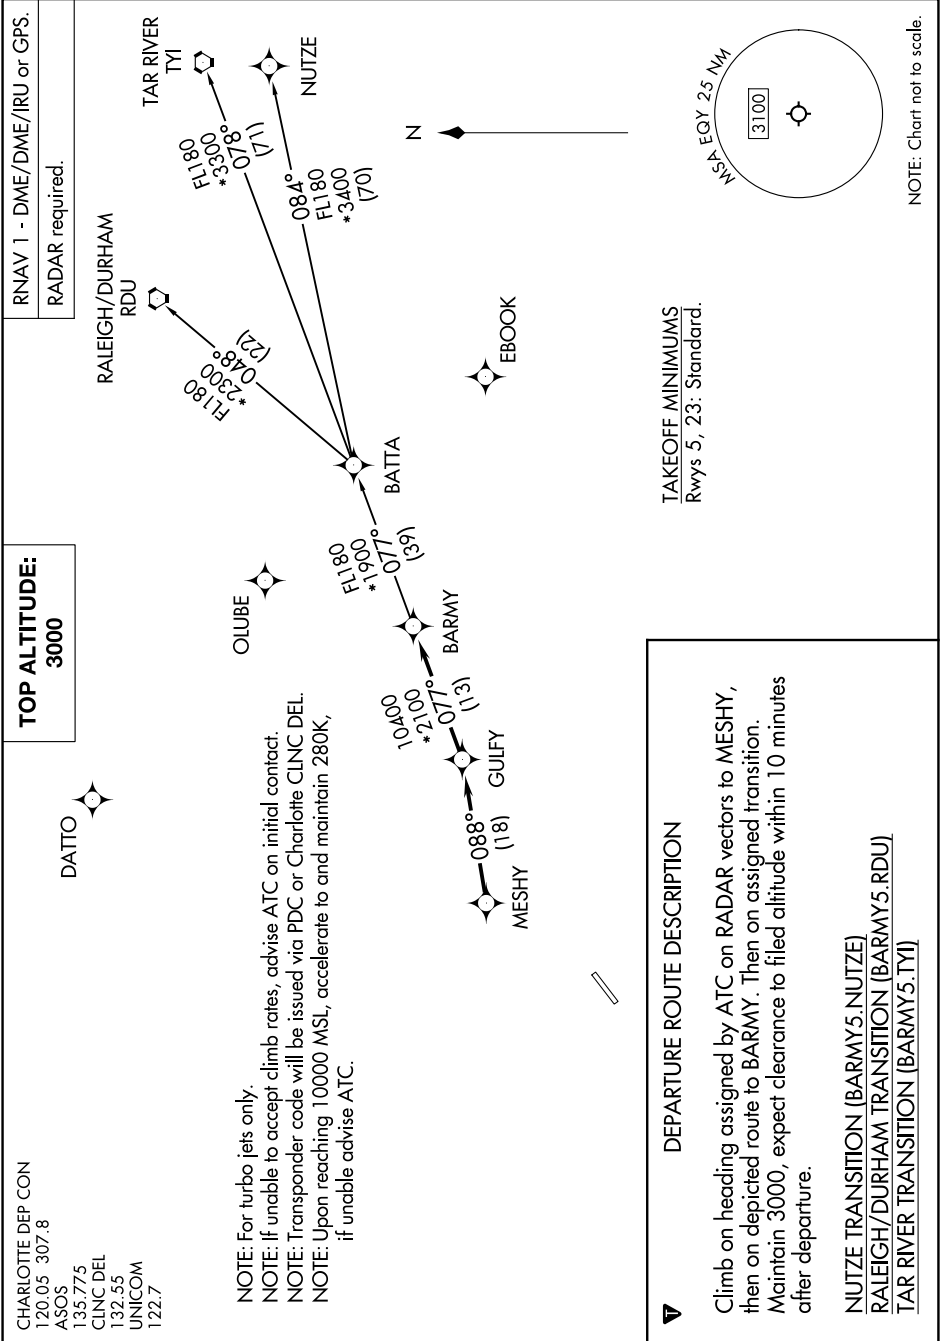 CHARLOTTE DEP CON
120.05 307.8
ASOS
135.775
CLNC DEL
132.55
UNICOM
122.7
TOP ALTITUDE:
3000
RNAV 1 - DME/DME/IRU or GPS.
RADAR required.
DATTO
OLUBE
RALEIGH/DURHAM
RDU
TAR RIVER
TYI
NUTZE
FL180
*2300
048°
(22)
FL180
*3300
078°
(71)
084°
FL180
*3400
(70)
N
BATTA
EBOOK
FL180
*1900
077°
(39)
BARMY
10400
*2100
077°
(13)
GULFY
088°
(18)
MESHY
NOTE: For turbo jets only.
NOTE: If unable to accept climb rates, advise ATC on initial contact.
NOTE: Transponder code will be issued via PDC or Charlotte CLNC DEL.
NOTE: Upon reaching 10000 MSL, accelerate to and maintain 280K,
if unable advise ATC.
MSA EQY 25 NM
3100
NOTE: Chart not to scale.
TAKEOFF MINIMUMS
Rwys 5, 23: Standard.
T
DEPARTURE ROUTE DESCRIPTION
Climb on heading assigned by ATC on RADAR vectors to MESHY,
then on depicted route to BARMY. Then on assigned transition.
Maintain 3000, expect clearance to filed altitude within 10 minutes
after departure.
NUTZE TRANSITION (BARMY5.NUTZE)
RALEIGH/DURHAM TRANSITION (BARMY5.RDU)
TAR RIVER TRANSITION (BARMY5.TYI)